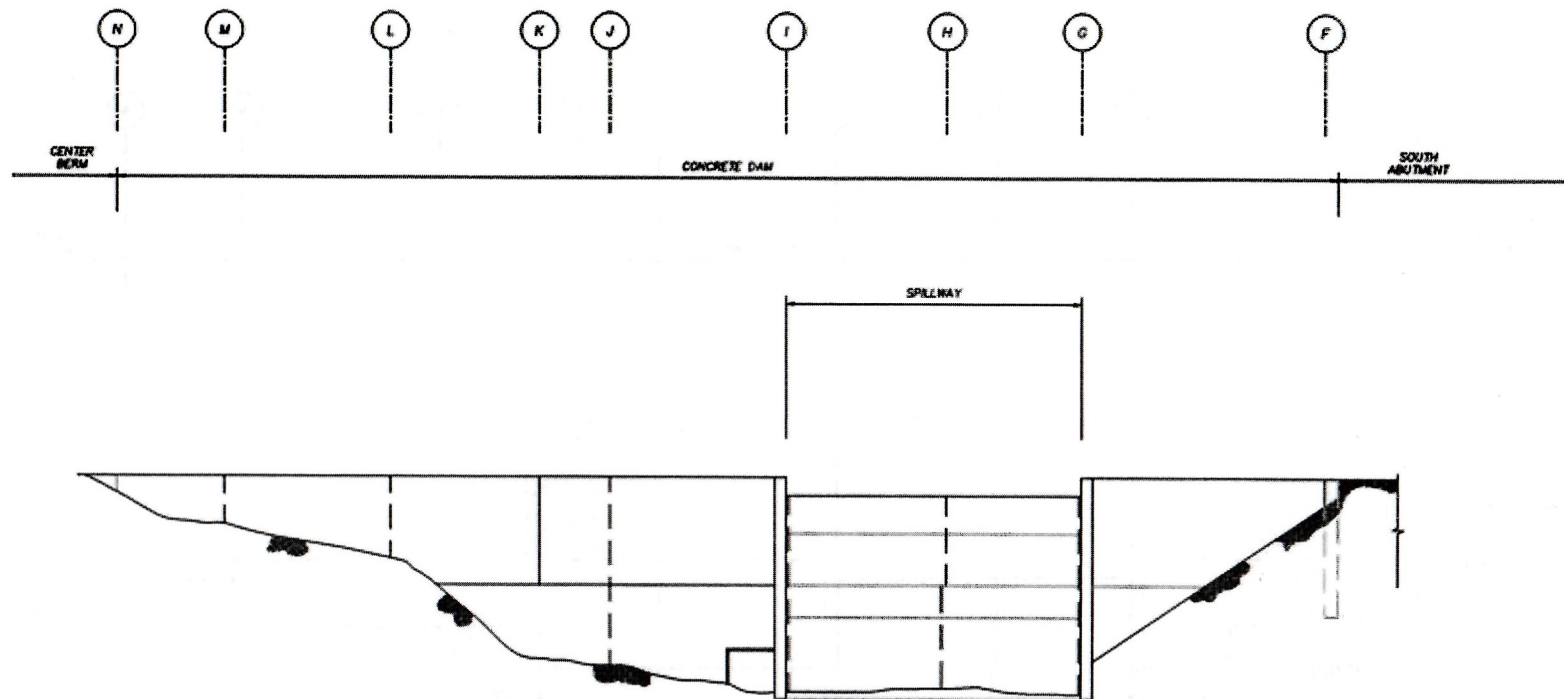 N M L K J I H G F
CENTER
BERM
CONCRETE DAM
SOUTH
ABUTMENT
SPILLWAY